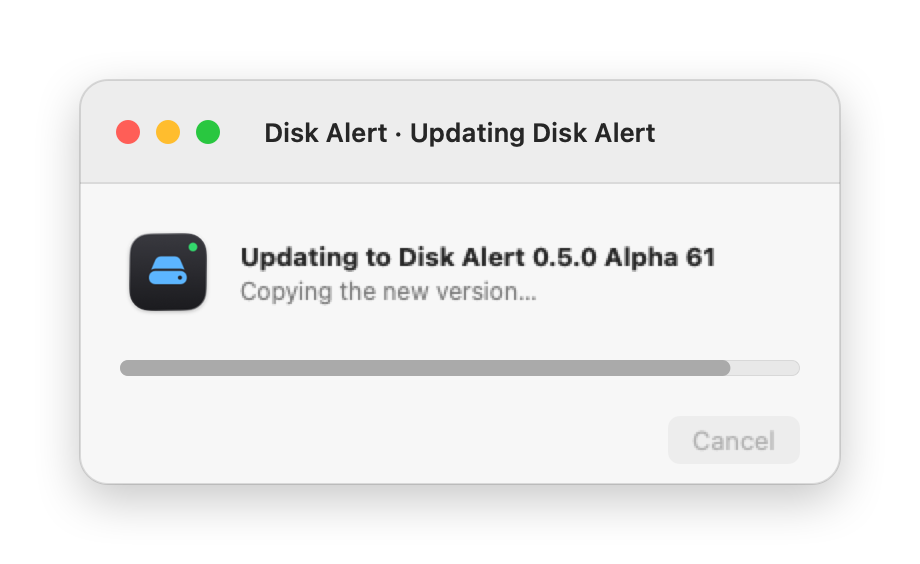 Disk Alert · Updating Disk Alert
Updating to Disk Alert 0.5.0 Alpha 61
Copying the new version...
Cancel